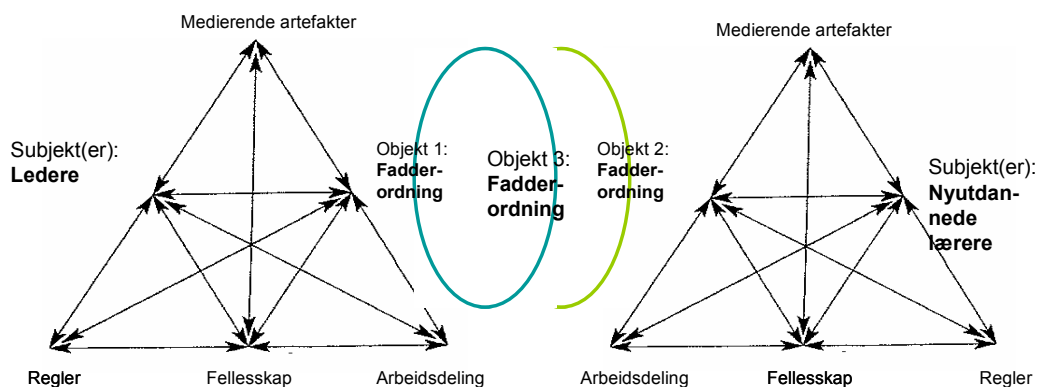 Medierende artefakter
Medierende artefakter
Subjekt(er):
Ledere
Objekt 1:
Fadder-
ordning
Objekt 3:
Fadder-
ordning
Objekt 2:
Fadder-
ordning
Subjekt(er):
Nyutdan-
nede
lærere
Regler
Fellesskap
Arbeidsdeling
Arbeidsdeling
Fellesskap
Regler